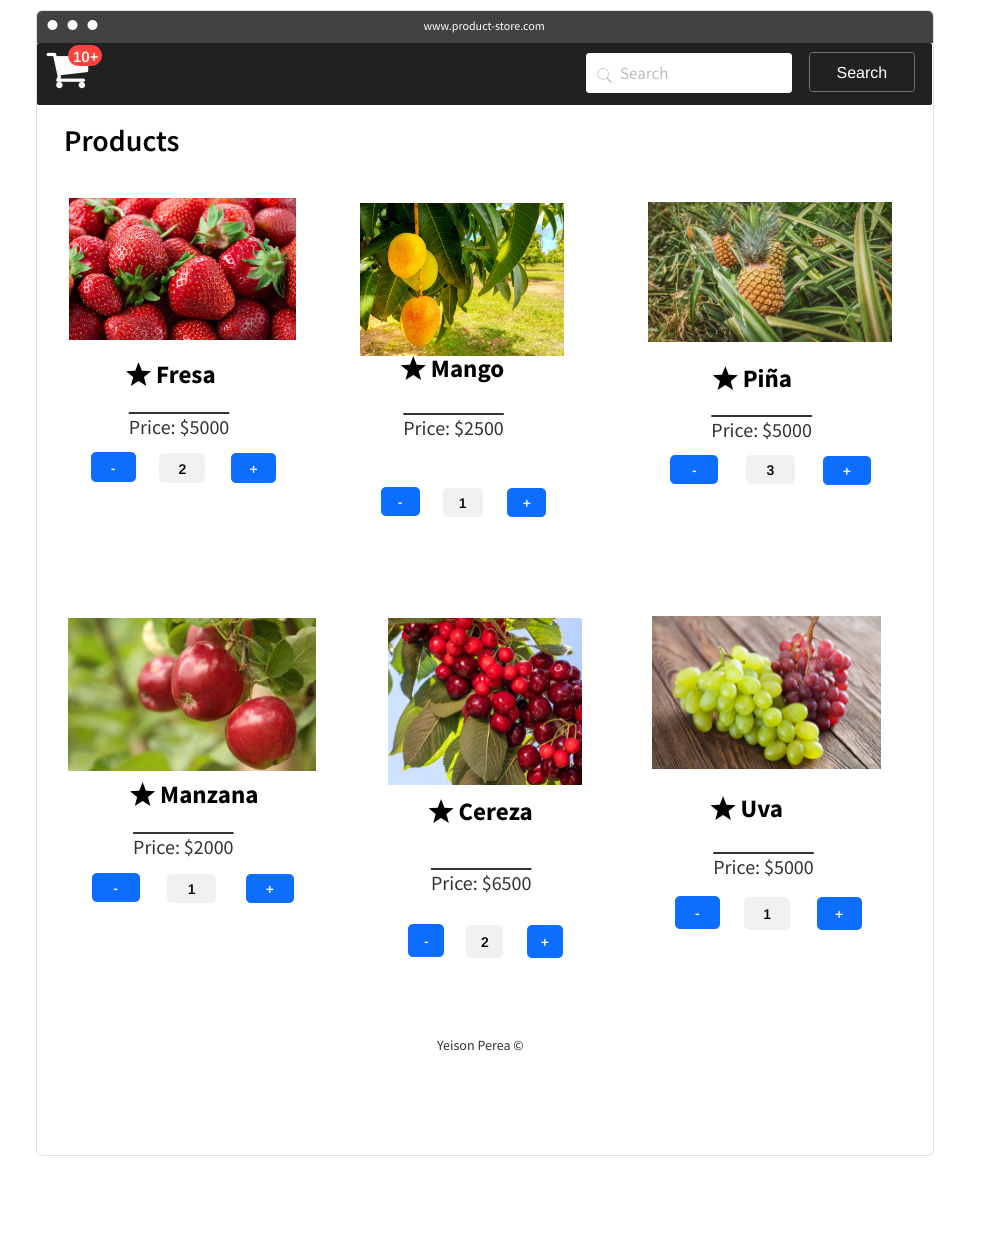 www.product-store.com
10+
Search
Search
Products
Fresa
Price: $5000
- 2 +
Mango
Price: $2500
- 1 +
Piña
Price: $5000
- 3 +
Manzana
Price: $2000
- 1 +
Cereza
Price: $6500
- 2 +
Uva
Price: $5000
- 1 +
Yeison Perea ©